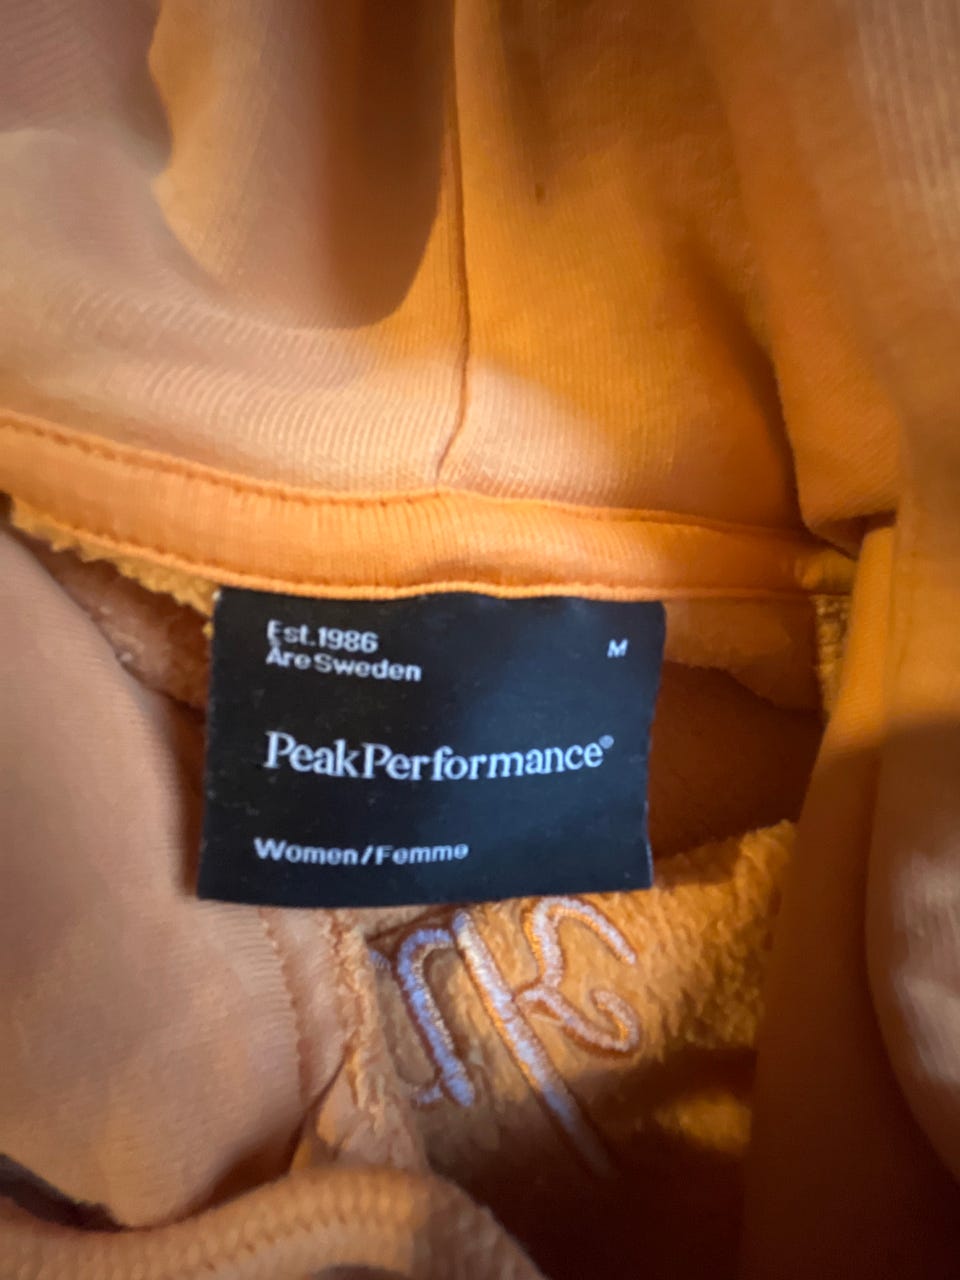 Est.1986
Åre Sweden
M
PeakPerformance®
Women/Femme